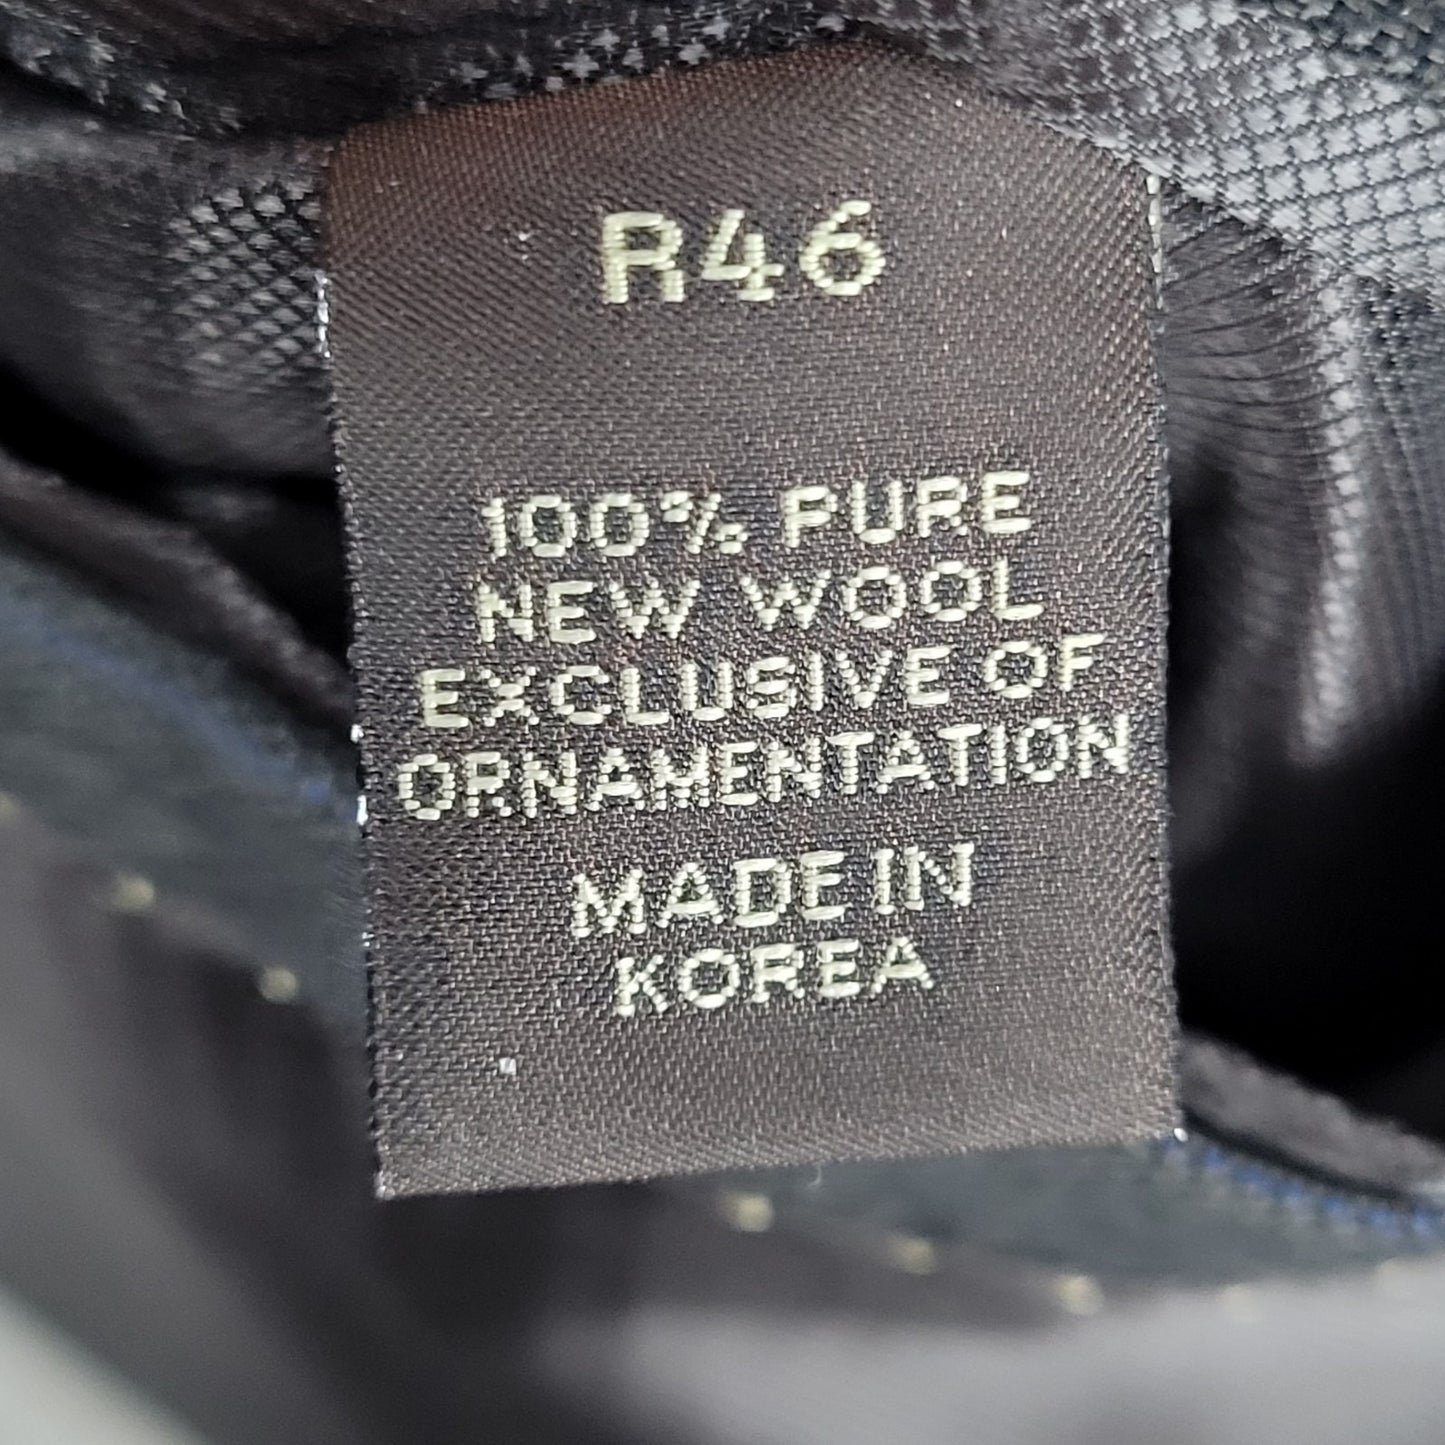 R46
100% PURE
NEW WOOL
EXCLUSIVE OF
ORNAMENTATION
MADE IN
KOREA